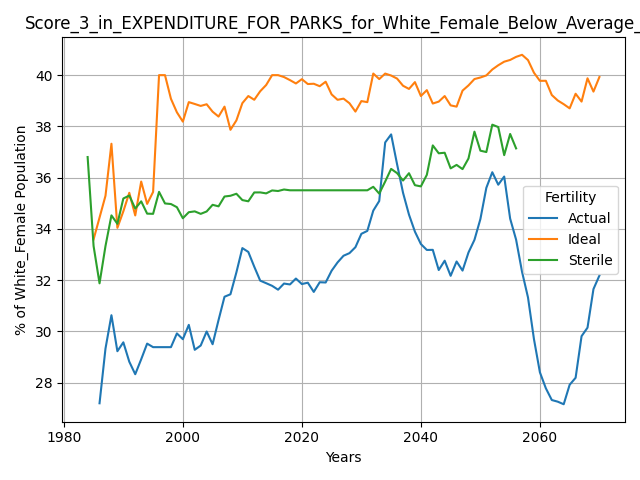 Score_3_in_EXPENDITURE_FOR_PARKS_for_White_Female_Below_Average_
% of White_Female Population
40
38
36
34
32
30
28
Fertility
Actual
Ideal
Sterile
1980 2000 2020 2040 2060
Years